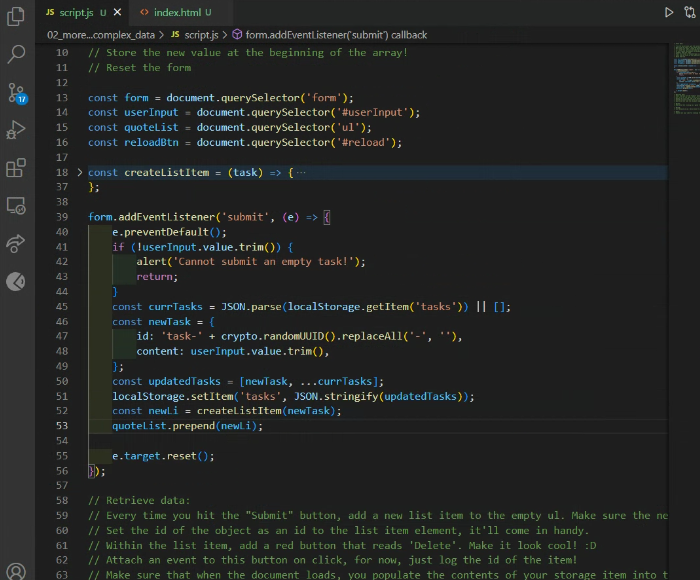 JS script.js U ×
<> index.html U
02_more...complex_data > JS script.js > form.addEventListener('submit') callback
10 // Store the new value at the beginning of the array!
11 // Reset the form
12
13 const form = document.querySelector('form');
14 const userInput = document.querySelector('#userInput');
15 const quoteList = document.querySelector('ul');
16 const reloadBtn = document.querySelector('#reload');
17
18 > const createListItem = (task) => { ...
37 };
38
39 form.addEventListener('submit', (e) => {
40 e.preventDefault();
41 if (!userInput.value.trim()) {
42 alert('Cannot submit an empty task!');
43 return;
44 }
45 const currTasks = JSON.parse(localStorage.getItem('tasks')) || [];
46 const newTask = {
47 id: 'task-' + crypto.randomUUID().replaceAll('-', ''),
48 content: userInput.value.trim(),
49 };
50 const updatedTasks = [newTask, ...currTasks];
51 localStorage.setItem('tasks', JSON.stringify(updatedTasks));
52 const newLi = createListItem(newTask);
53 quoteList.prepend(newLi);
54
55 e.target.reset();
56 });
57
58 // Retrieve data:
59 // Every time you hit the "Submit" button, add a new list item to the empty ul. Make sure the ne
60 // Set the id of the object as an id to the list item element, it'll come in handy.
61 // Within the list item, add a red button that reads 'Delete'. Make it look cool! :D
62 // Attach an event to this button on click, for now, just log the id of the item!
63 // Make sure that when the document loads, you populate the contents of your storage item into t
17